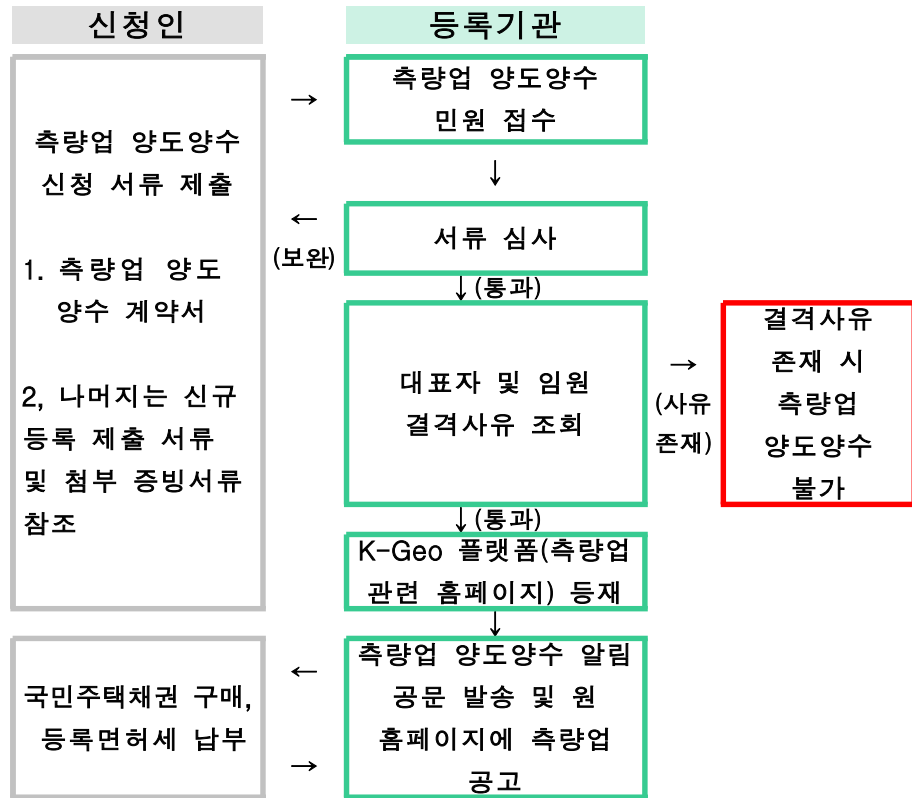 신청인
등록기관
측량업 양도양수
신청 서류 제출
1. 측량업 양도
양수 계약서
2, 나머지는 신규
등록 제출 서류
및 첨부 증빙서류
참조
→
측량업 양도양수
민원 접수
↓
←
(보완)
서류 심사
↓(통과)
대표자 및 임원
결격사유 조회
→
(사유
존재)
결격사유
존재 시
측량업
양도양수
불가
↓(통과)
K-Geo 플랫폼(측량업
관련 홈페이지) 등재
↓
측량업 양도양수 알림
공문 발송 및 원
홈페이지에 측량업
공고
←
국민주택채권 구매,
등록면허세 납부
→